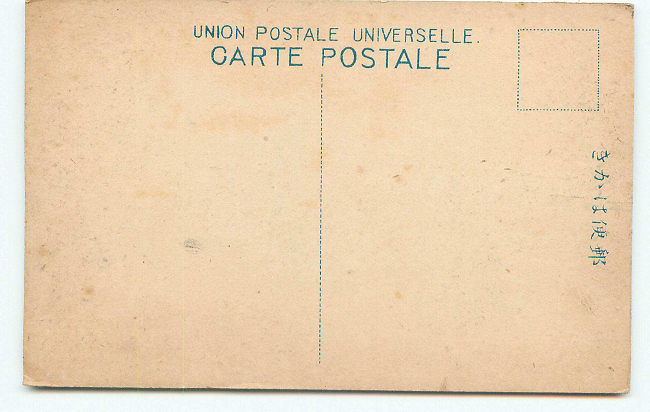 UNION POSTALE UNIVERSELLE.
CARTE POSTALE
郵便はかき